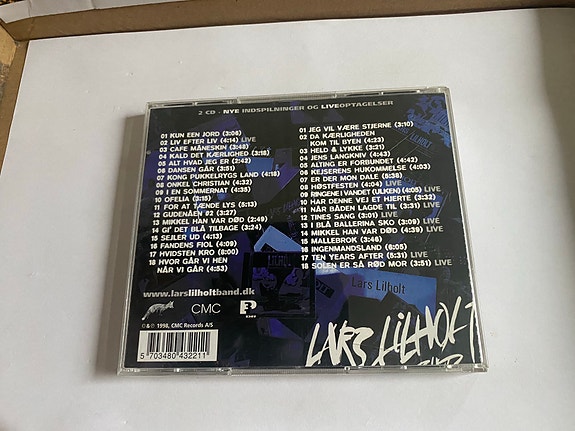 2 CD - NYE INDSPILNINGER OG LIVEOPTAGELSER
01 KUN EEN JORD (3:06)
02 LIV EFTER LIV (4:14) LIVE
03 CAFE MÅNESKIN (3:48)
04 KALD DET KÆRLIGHED (3:18)
05 ALT HVAD JEG ER (2:42)
06 DANSEN GÅR (3:51)
07 KONG PUKKELRYGS LAND (4:18)
08 ONKEL CHRISTIAN (4:32)
09 I EN SOMMERNAT (4:35)
10 OFELIA (3:15)
11 FOR AT TÆNDE LYS (5:13) LIVE
12 GUDENÅEN #2 (3:27)
13 MIKKEL HAN VAR DØD (2:49)
14 GI' DET BLÅ TILBAGE (3:24)
15 SEJLER UD (4:13)
16 FANDENS FIOL (4:09)
17 HVIDSTEN KRO (8:00)
18 HVOR GÅR VI HEN
NÅR VI GÅR (4:53)
01 JEG VIL VÆRE STJERNE (3:10)
02 DA KÆRLIGHEDEN
KOM TIL BYEN (4:23)
03 HELD & LYKKE (3:21)
04 JENS LANGKNIV (4:23)
05 ALTING ER FORBUNDET (4:42)
06 KEJSERENS HUKOMMELSE (4:03)
07 ER DER MON DALE (5:38)
08 HØSTFESTEN (4:04) LIVE
09 RINGENE I VANDET (ULKEN) (4:05) LIVE
10 HAR DENNE VEJ ET HJERTE (3:33)
11 NÅR BÅDEN LAGDE TIL (3:31) LIVE
12 TINES SANG (3:01) LIVE
13 I BLÅ BALLERINA SKO (3:09) LIVE
14 MIKKEL HAN VAR DØD (4:39) LIVE
15 MALLEBROK (3:46)
16 INGENMANDSLAND (6:05)
17 TEN YEARS AFTER (5:31) LIVE
18 SOLEN ER SÅ RØD MOR (3:51) LIVE
Lars Lilholt
www.larslilholtband.dk
CMC
LARS LILHOLT
©&℗ 1998, CMC Records A/S
5 703480 432211